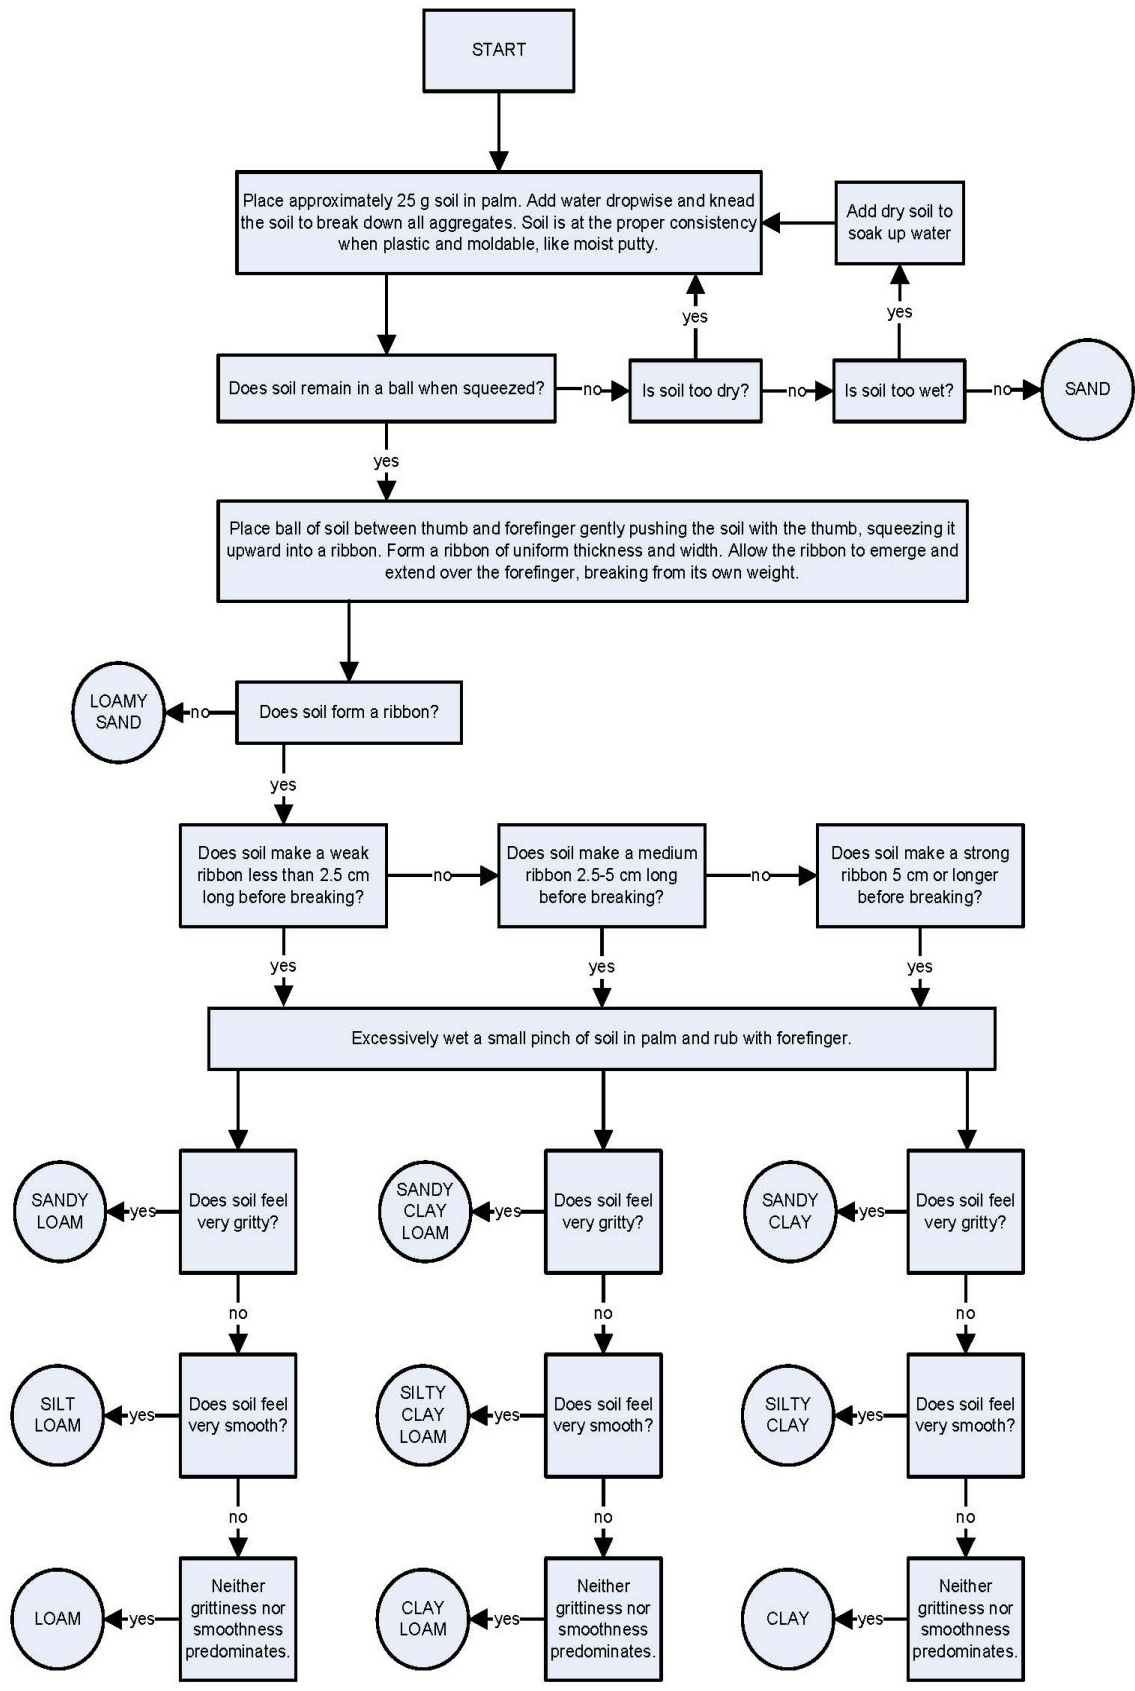 START
Place approximately 25 g soil in palm. Add water dropwise and knead
the soil to break down all aggregates. Soil is at the proper consistency
when plastic and moldable, like moist putty.
Add dry soil to
soak up water
yes
yes
Does soil remain in a ball when squeezed?
no
Is soil too dry?
no
Is soil too wet?
no
SAND
yes
Place ball of soil between thumb and forefinger gently pushing the soil with the thumb, squeezing it
upward into a ribbon. Form a ribbon of uniform thickness and width. Allow the ribbon to emerge and
extend over the forefinger, breaking from its own weight.
LOAMY
SAND
no
Does soil form a ribbon?
yes
Does soil make a weak
ribbon less than 2.5 cm
long before breaking?
no
Does soil make a medium
ribbon 2.5-5 cm long
before breaking?
no
Does soil make a strong
ribbon 5 cm or longer
before breaking?
yes
yes
yes
Excessively wet a small pinch of soil in palm and rub with forefinger.
SANDY
LOAM
yes
Does soil feel
very gritty?
SANDY
CLAY
LOAM
yes
Does soil feel
very gritty?
SANDY
CLAY
yes
Does soil feel
very gritty?
no
no
no
SILT
LOAM
yes
Does soil feel
very smooth?
SILTY
CLAY
LOAM
yes
Does soil feel
very smooth?
SILTY
CLAY
yes
Does soil feel
very smooth?
no
no
no
LOAM
yes
Neither
grittiness nor
smoothness
predominates.
CLAY
LOAM
yes
Neither
grittiness nor
smoothness
predominates.
CLAY
yes
Neither
grittiness nor
smoothness
predominates.